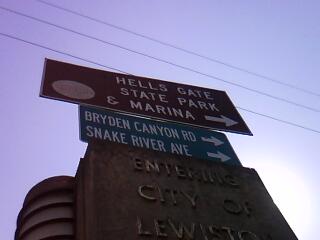 HELLS GATE
STATE PARK
& MARINA
BRYDEN CANYON RD
SNAKE RIVER AVE
ENTERING
CITY OF
LEWISTON